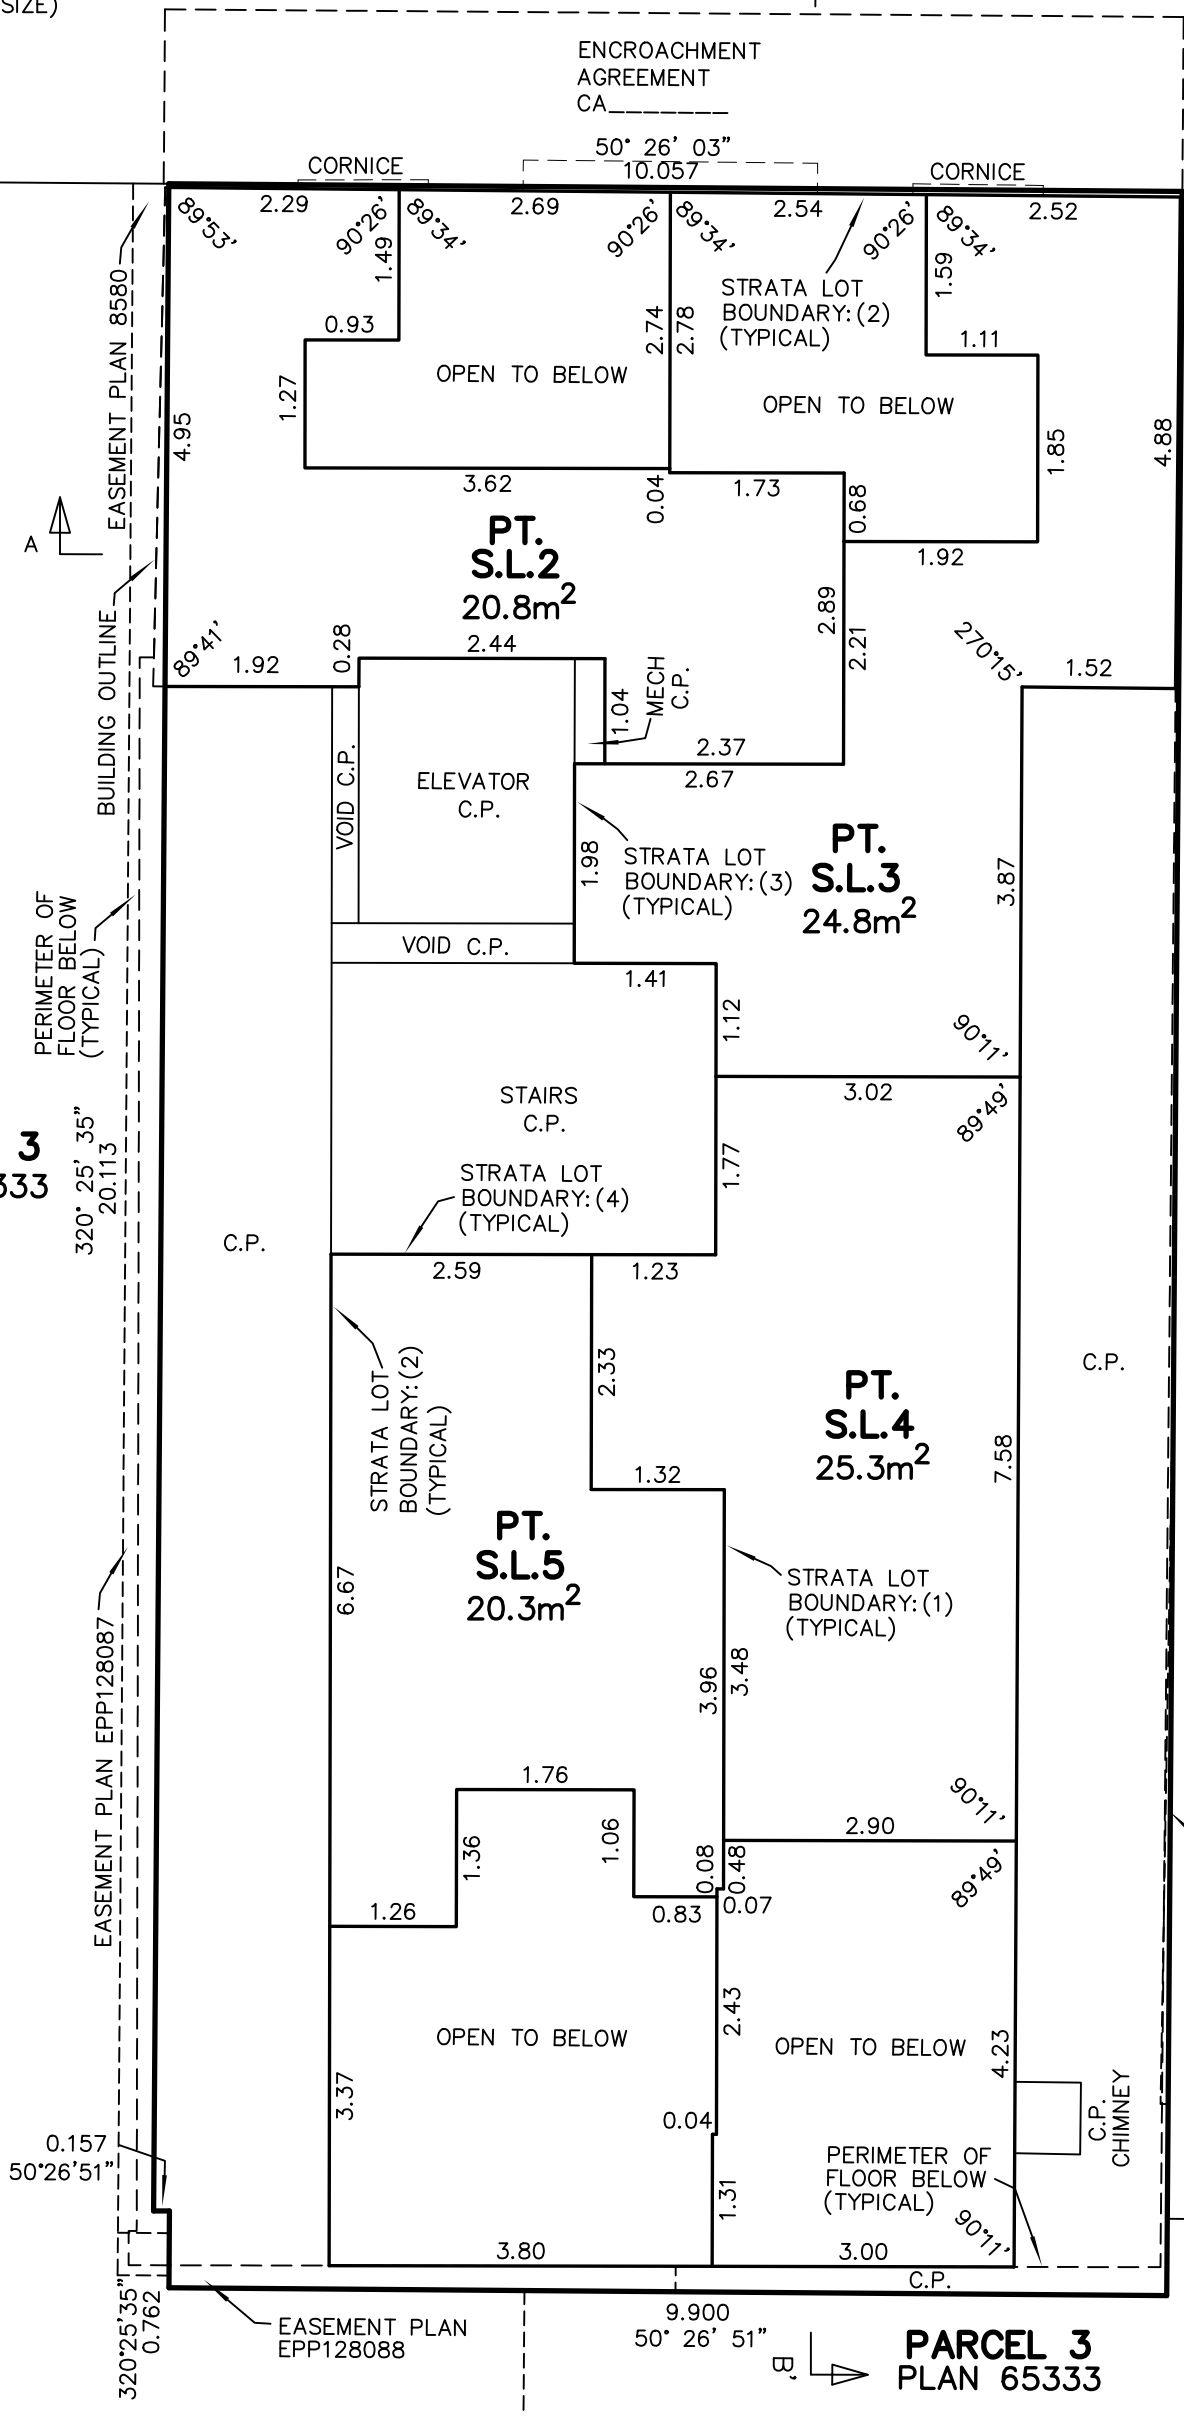 SIZE)
ENCROACHMENT
AGREEMENT
CA_______
50° 26' 03"
10.057
CORNICE
CORNICE
2.29
2.69
2.54
2.52
89°53'
90°26'
89°34'
90°26'
89°34'
90°26'
89°34'
1.49
1.59
STRATA LOT
BOUNDARY:(2)
(TYPICAL)
EASEMENT PLAN 8580
0.93
2.74
2.78
1.11
OPEN TO BELOW
OPEN TO BELOW
1.27
4.95
1.85
4.88
3.62
0.04
1.73
0.68
A
PT.
S.L.2
20.8m2
1.92
2.89
2.21
BUILDING OUTLINE
89°41'
1.92
0.28
2.44
270°15'
1.52
MECH
C.P.
1.04
2.37
2.67
VOID C.P.
ELEVATOR
C.P.
STRATA LOT
BOUNDARY:(3)
(TYPICAL)
1.98
PT.
S.L.3
24.8m2
3.87
PERIMETER OF
FLOOR BELOW
(TYPICAL)
VOID C.P.
1.41
1.12
90°11'
STAIRS
C.P.
3.02
89°49'
3
333
320° 25' 35"
20.113
1.77
STRATA LOT
BOUNDARY:(4)
(TYPICAL)
C.P.
2.59
1.23
STRATA LOT
BOUNDARY:(2)
(TYPICAL)
2.33
C.P.
PT.
S.L.4
25.3m2
7.58
1.32
PT.
S.L.5
20.3m2
6.67
STRATA LOT
BOUNDARY:(1)
(TYPICAL)
EASEMENT PLAN EPP128087
3.96
3.48
1.76
1.36
1.06
90°11'
2.90
0.08
0.48
89°49'
1.26
0.83
0.07
2.43
OPEN TO BELOW
OPEN TO BELOW
4.23
3.37
0.04
C.P.
CHIMNEY
0.157
50°26'51"
PERIMETER OF
FLOOR BELOW
(TYPICAL)
1.31
90°11'
3.80
3.00
C.P.
320°25'35"
0.762
EASEMENT PLAN
EPP128088
9.900
50° 26' 51"
B'
PARCEL 3
PLAN 65333